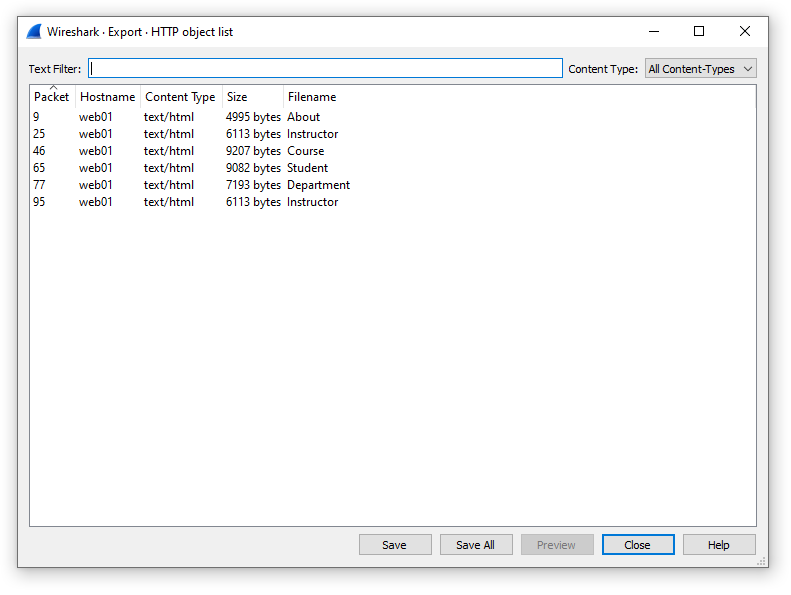 Wireshark · Export · HTTP object list
Text Filter: Content Type: All Content-Types
Packet Hostname Content Type Size Filename
9 web01 text/html 4995 bytes About
25 web01 text/html 6113 bytes Instructor
46 web01 text/html 9207 bytes Course
65 web01 text/html 9082 bytes Student
77 web01 text/html 7193 bytes Department
95 web01 text/html 6113 bytes Instructor
Save Save All Preview Close Help